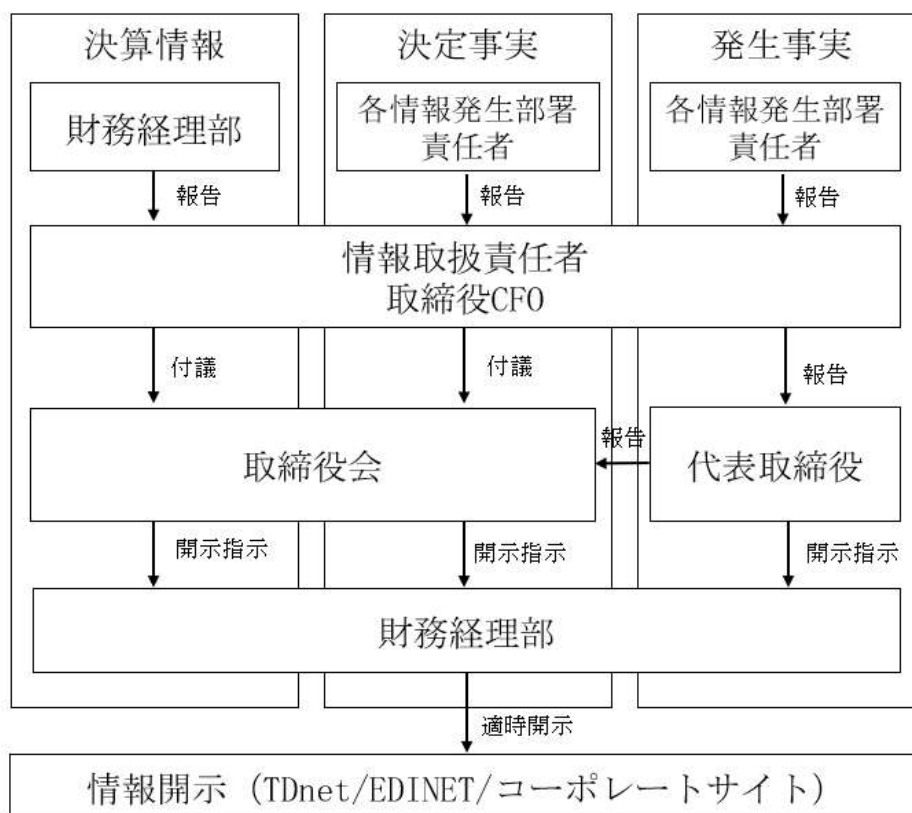 決算情報
決定事実
発生事実
財務経理部
各情報発生部署
責任者
各情報発生部署
責任者
報告
報告
報告
情報取扱責任者
取締役CFO
付議
付議
報告
取締役会
報告
代表取締役
開示指示
開示指示
開示指示
財務経理部
適時開示
情報開示（TDnet/EDINET/コーポレートサイト）